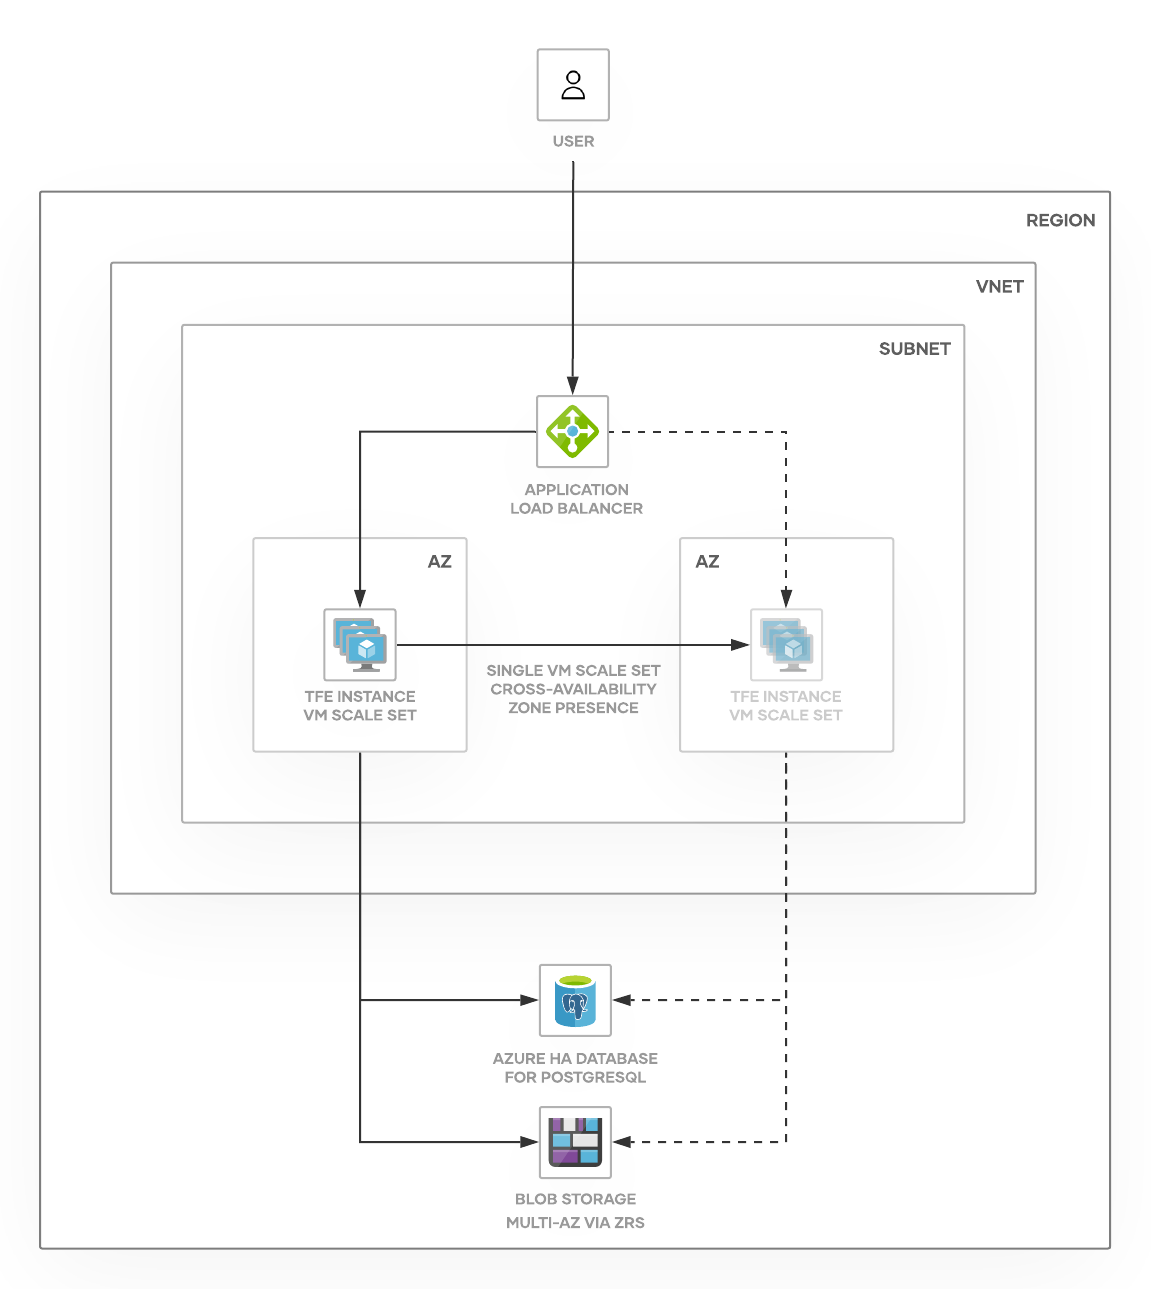 USER
REGION
VNET
SUBNET
APPLICATION
LOAD BALANCER
AZ
AZ
TFE INSTANCE
VM SCALE SET
SINGLE VM SCALE SET
CROSS-AVAILABILITY
ZONE PRESENCE
TFE INSTANCE
VM SCALE SET
AZURE HA DATABASE
FOR POSTGRESQL
BLOB STORAGE
MULTI-AZ VIA ZRS